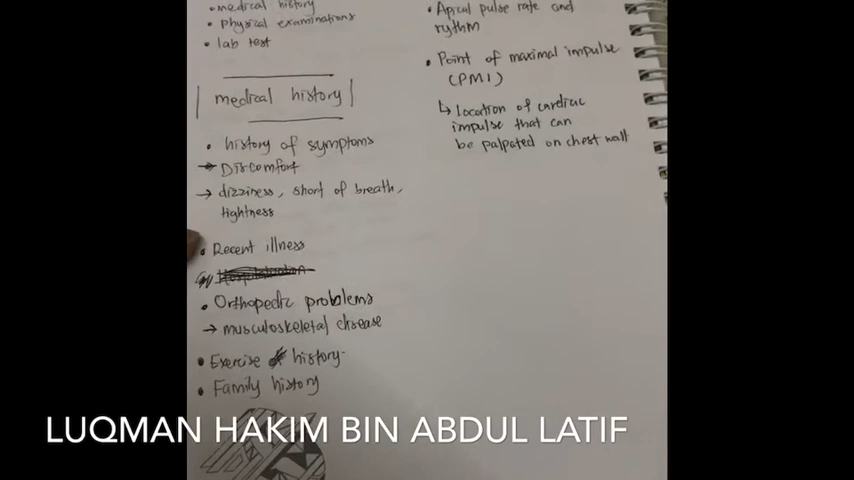 • medical history
• physical examinations
• lab test
medical history
• history of symptoms
→ Discomfort
→ dizziness, short of breath,
tightness
• Recent illness
• Orthopedic problems
→ musculoskeletal disease
• Exercise history
• Family history
• Apical pulse rate and
rythm
• Point of maximal impulse
(PMI)
↳ location of cardiac
impulse that can
be palpated on chest wall
LUQMAN HAKIM BIN ABDUL LATIF